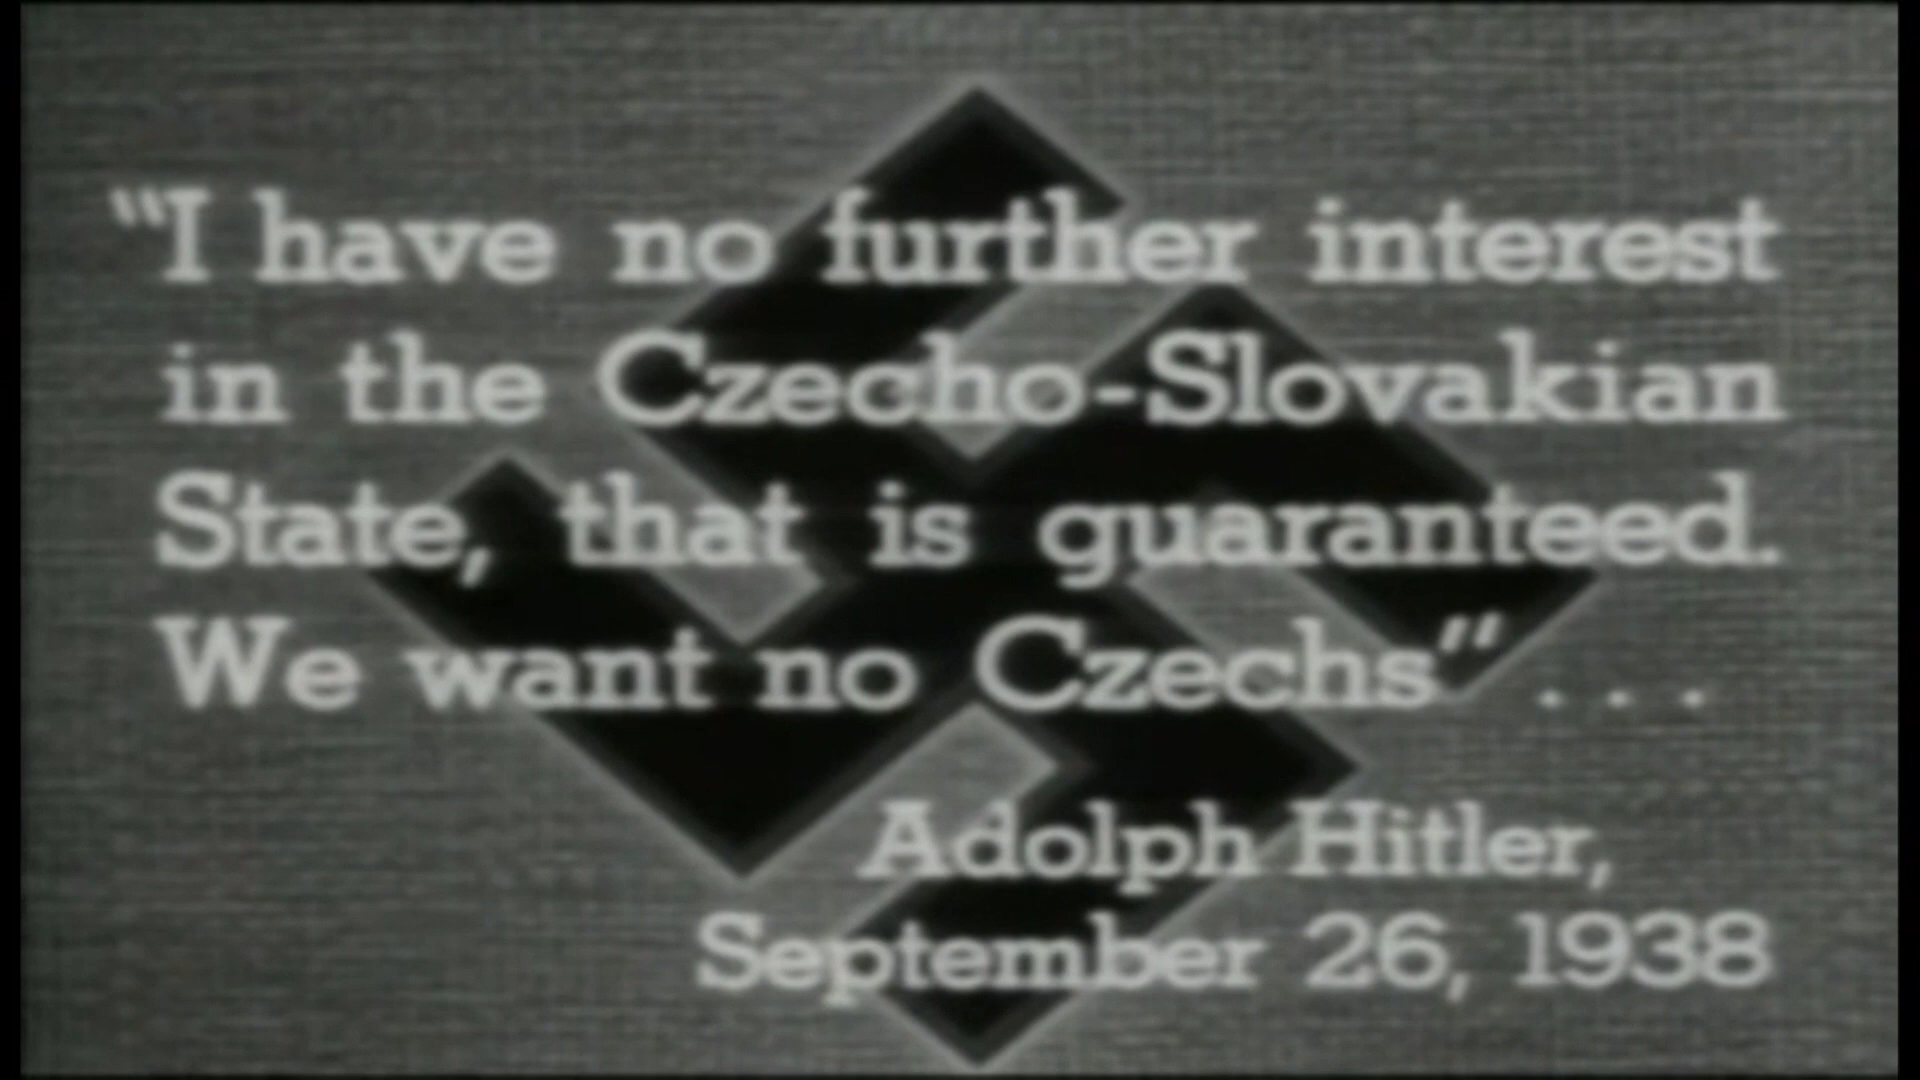 “I have no further interest
in the Czecho-Slovakian
State, that is guaranteed.
We want no Czechs” . . .
Adolph Hitler,
September 26, 1938